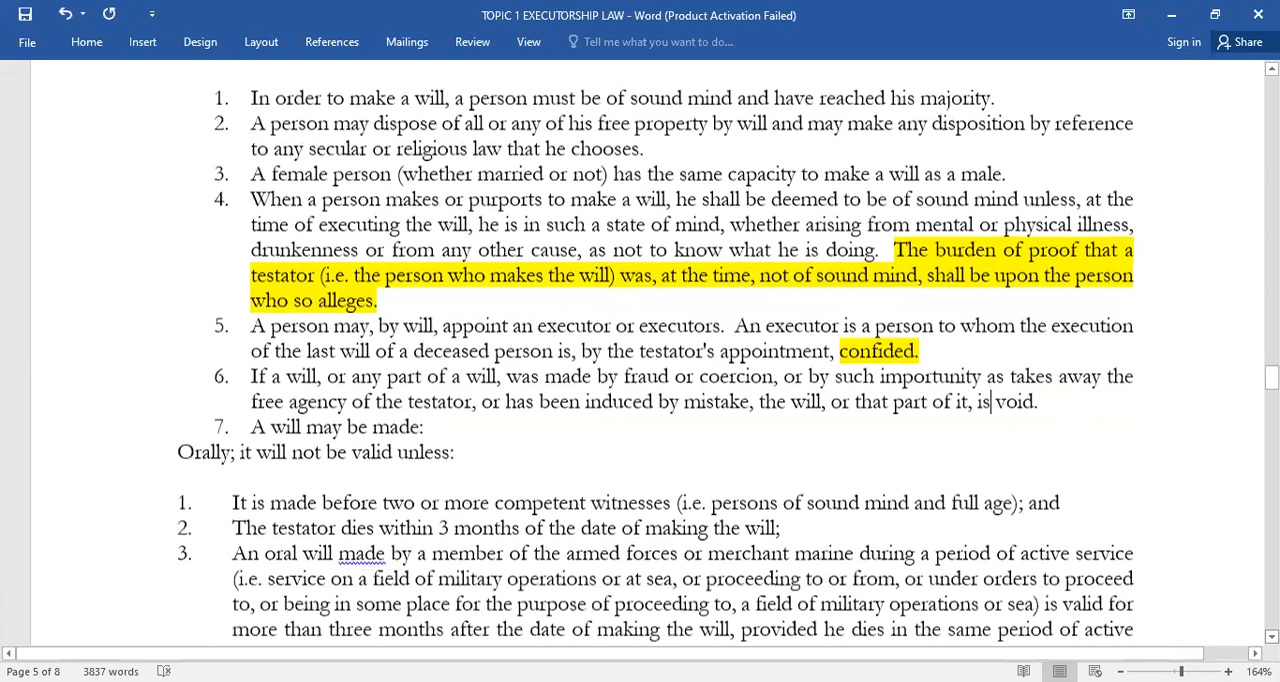 TOPIC 1 EXECUTORSHIP LAW - Word (Product Activation Failed)
File Home Insert Design Layout References Mailings Review View Tell me what you want to do... Sign in Share
1. In order to make a will, a person must be of sound mind and have reached his majority.
2. A person may dispose of all or any of his free property by will and may make any disposition by reference
to any secular or religious law that he chooses.
3. A female person (whether married or not) has the same capacity to make a will as a male.
4. When a person makes or purports to make a will, he shall be deemed to be of sound mind unless, at the
time of executing the will, he is in such a state of mind, whether arising from mental or physical illness,
drunkenness or from any other cause, as not to know what he is doing. The burden of proof that a
testator (i.e. the person who makes the will) was, at the time, not of sound mind, shall be upon the person
who so alleges.
5. A person may, by will, appoint an executor or executors. An executor is a person to whom the execution
of the last will of a deceased person is, by the testator's appointment, confided.
6. If a will, or any part of a will, was made by fraud or coercion, or by such importunity as takes away the
free agency of the testator, or has been induced by mistake, the will, or that part of it, is void.
7. A will may be made:
Orally; it will not be valid unless:
1. It is made before two or more competent witnesses (i.e. persons of sound mind and full age); and
2. The testator dies within 3 months of the date of making the will;
3. An oral will made by a member of the armed forces or merchant marine during a period of active service
(i.e. service on a field of military operations or at sea, or proceeding to or from, or under orders to proceed
to, or being in some place for the purpose of proceeding to, a field of military operations or sea) is valid for
more than three months after the date of making the will, provided he dies in the same period of active
Page 5 of 8 3837 words 164%